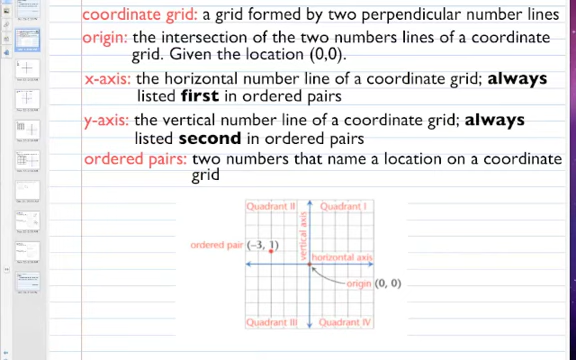 coordinate grid: a grid formed by two perpendicular number lines
origin: the intersection of the two numbers lines of a coordinate
grid. Given the location (0,0).
x-axis: the horizontal number line of a coordinate grid; always
listed first in ordered pairs
y-axis: the vertical number line of a coordinate grid; always
listed second in ordered pairs
ordered pairs: two numbers that name a location on a coordinate
grid
Quadrant II
Quadrant I
vertical axis
ordered pair (–3, 1)
horizontal axis
origin (0, 0)
Quadrant III
Quadrant IV